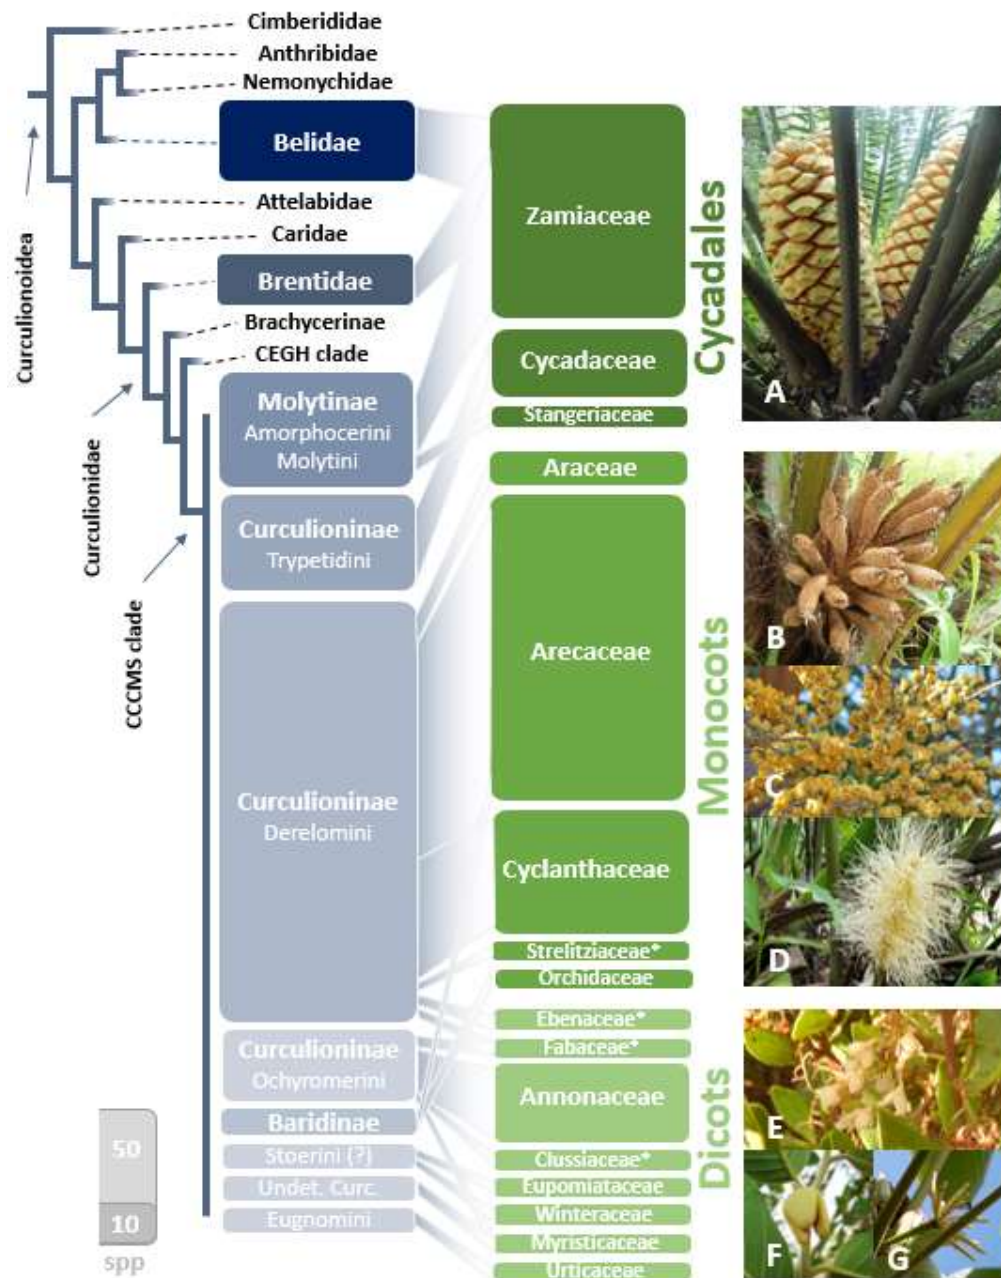 Cimberididae
Anthribidae
Nemonychidae
Belidae
Attelabidae
Caridae
Brentidae
Brachycerinae
CEGH clade
Molytinae
Amorphocerini
Molytini
Curculioninae
Trypetidini
Curculioninae
Derelomini
Curculioninae
Ochyromerini
Baridinae
Stoerini (?)
Undet. Curc.
Eugnomini
Curculionoidea
Curculionidae
CCCMS clade
50
10
spp
Zamiaceae
Cycadaceae
Stangeriaceae
Cycadales
Araceae
Arecaceae
Cyclanthaceae
Strelitziaceae*
Orchidaceae
Monocots
Ebenaceae*
Fabaceae*
Annonaceae
Clussiaceae*
Eupomiataceae
Winteraceae
Myristicaceae
Urticaceae
Dicots
A
B
C
D
E
F
G